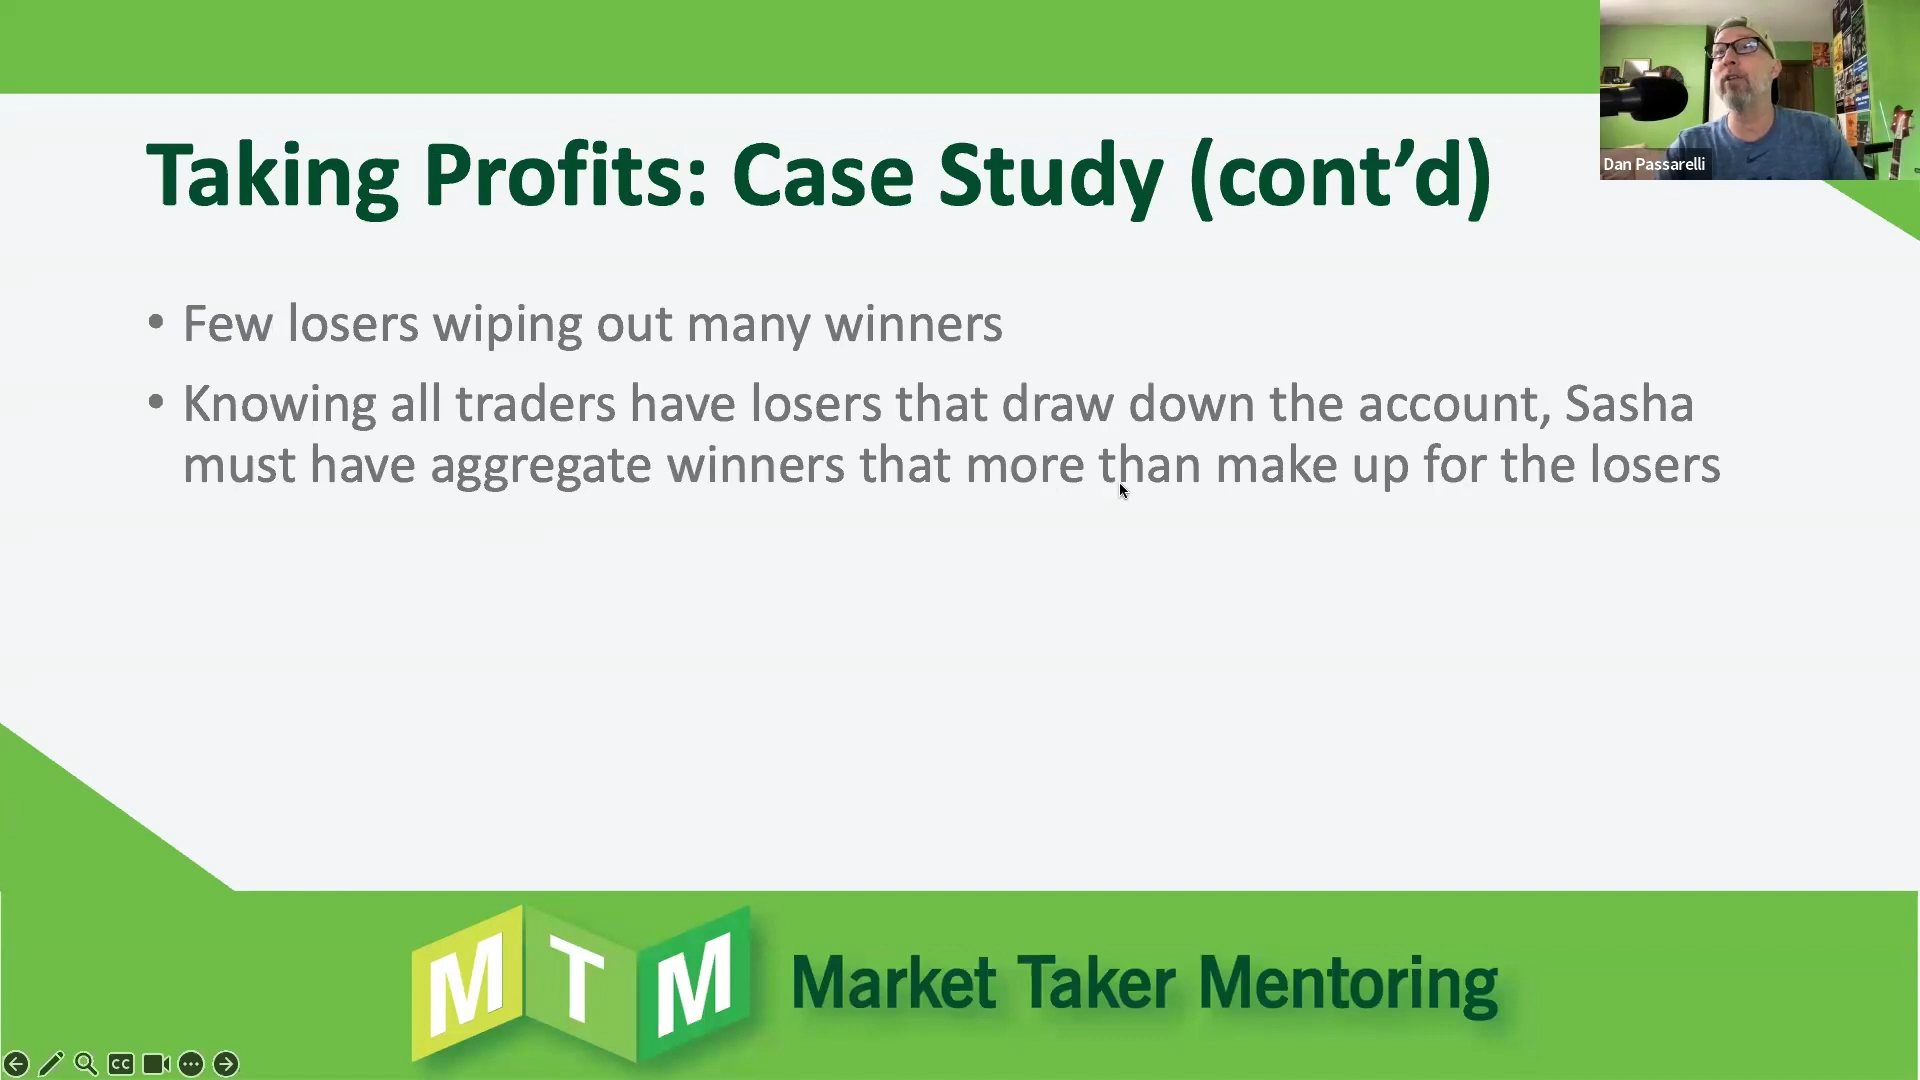 Taking Profits: Case Study (cont’d)
Dan Passarelli
• Few losers wiping out many winners
• Knowing all traders have losers that draw down the account, Sasha
must have aggregate winners that more than make up for the losers
MTM Market Taker Mentoring
CC